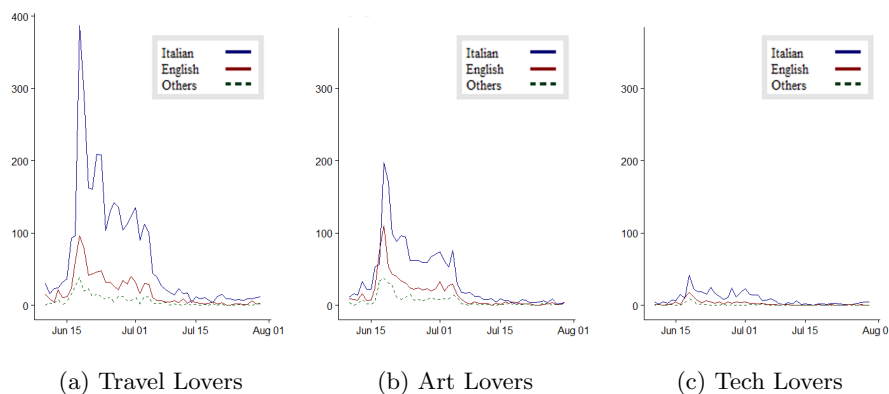 400
300
200
100
0
Jun 15
Jul 01
Jul 15
Aug 01
Italian
English
Others
(a) Travel Lovers
300
200
100
0
Jun 15
Jul 01
Jul 15
Aug 01
Italian
English
Others
(b) Art Lovers
300
200
100
0
Jun 15
Jul 01
Jul 15
Aug 0
Italian
English
Others
(c) Tech Lovers